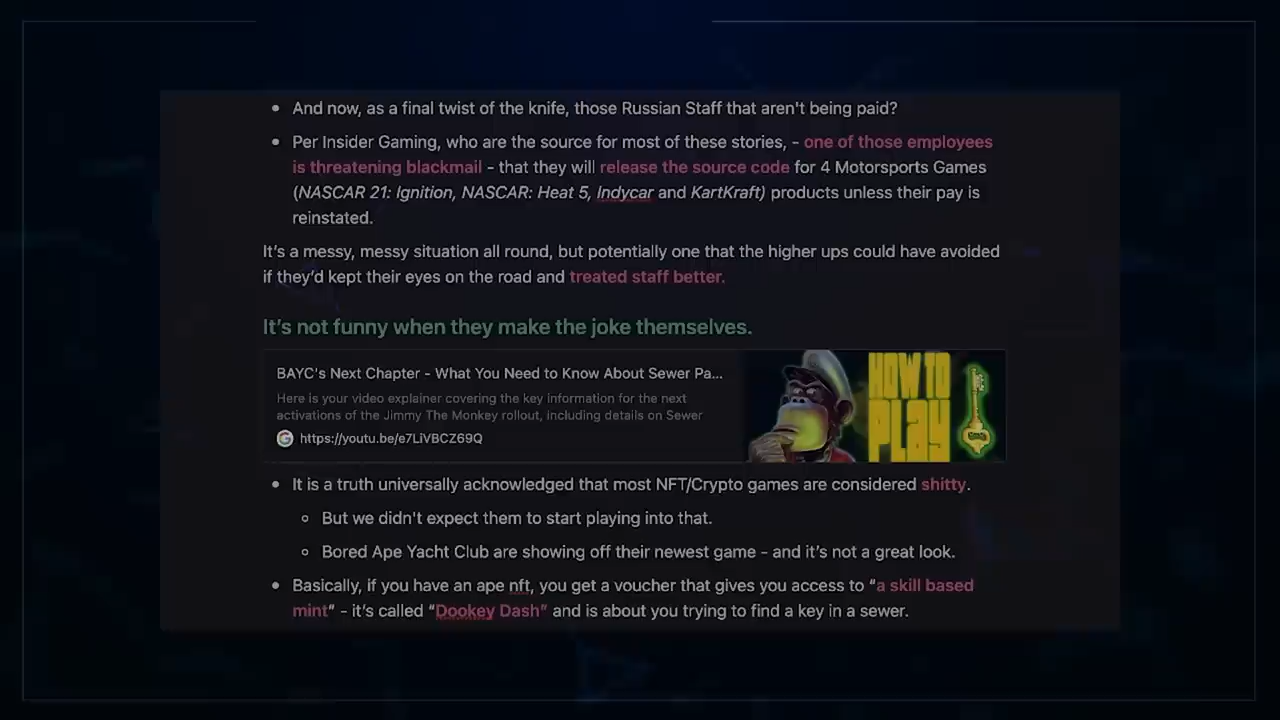 And now, as a final twist of the knife, those Russian Staff that aren't being paid?
Per Insider Gaming, who are the source for most of these stories, - one of those employees
is threatening blackmail - that they will release the source code for 4 Motorsports Games
(NASCAR 21: Ignition, NASCAR: Heat 5, Indycar and KartKraft) products unless their pay is
reinstated.
It's a messy, messy situation all round, but potentially one that the higher ups could have avoided
if they'd kept their eyes on the road and treated staff better.
It's not funny when they make the joke themselves.
BAYC's Next Chapter - What You Need to Know About Sewer Pa...
Here is your video explainer covering the key information for the next
activations of the Jimmy The Monkey rollout, including details on Sewer
https://youtu.be/e7LiVBCZ69Q
HOW TO
PLAY
It is a truth universally acknowledged that most NFT/Crypto games are considered shitty.
But we didn't expect them to start playing into that.
Bored Ape Yacht Club are showing off their newest game - and it's not a great look.
Basically, if you have an ape nft, you get a voucher that gives you access to “a skill based
mint” - it's called “Dookey Dash” and is about you trying to find a key in a sewer.